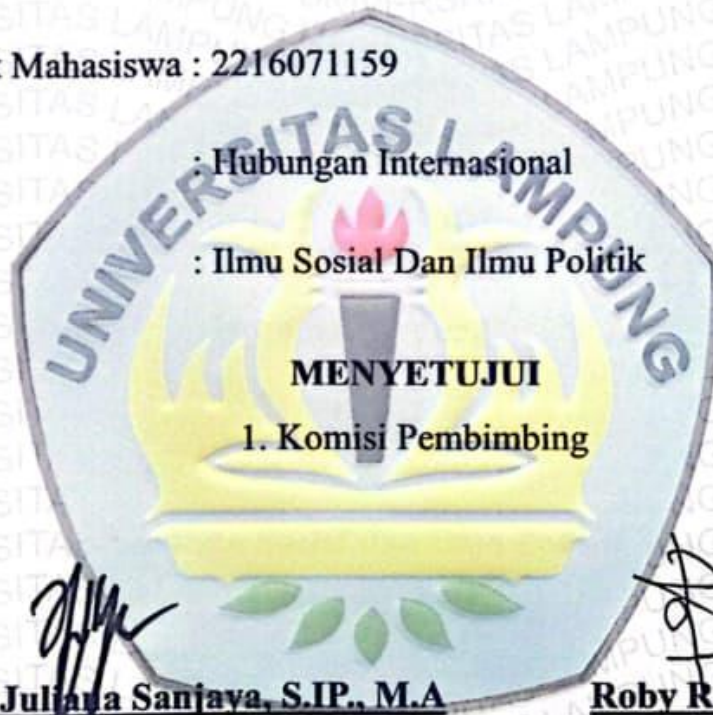 Mahasiswa : 2216071159
UNIVERSITAS LAMPUNG
: Hubungan Internasional
: Ilmu Sosial Dan Ilmu Politik
MENYETUJUI
1. Komisi Pembimbing
Juliana Sanjaya, S.IP., M.A Roby R